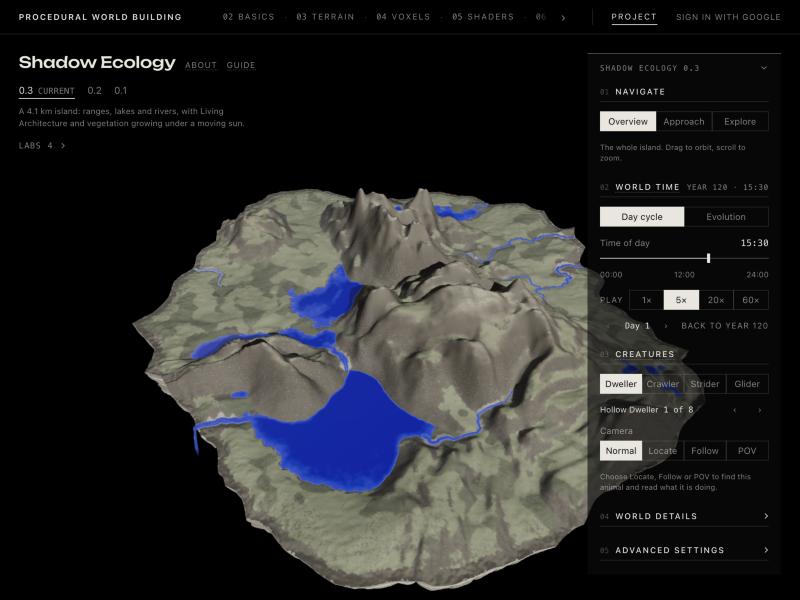 PROCEDURAL WORLD BUILDING
02 BASICS · 03 TERRAIN · 04 VOXELS · 05 SHADERS · 06 ›
PROJECT SIGN IN WITH GOOGLE
Shadow Ecology ABOUT GUIDE
0.3 CURRENT 0.2 0.1
A 4.1 km island: ranges, lakes and rivers, with Living
Architecture and vegetation growing under a moving sun.
LABS 4 ›
SHADOW ECOLOGY 0.3
01 NAVIGATE
Overview Approach Explore
The whole island. Drag to orbit, scroll to
zoom.
02 WORLD TIME YEAR 120 · 15:30
Day cycle Evolution
Time of day 15:30
00:00 12:00 24:00
PLAY 1× 5× 20× 60×
‹ Day 1 › BACK TO YEAR 120
03 CREATURES
Dweller Crawler Strider Glider
Hollow Dweller 1 of 8 ‹ ›
Camera
Normal Locate Follow POV
Choose Locate, Follow or POV to find this
animal and read what it is doing.
04 WORLD DETAILS ›
05 ADVANCED SETTINGS ›